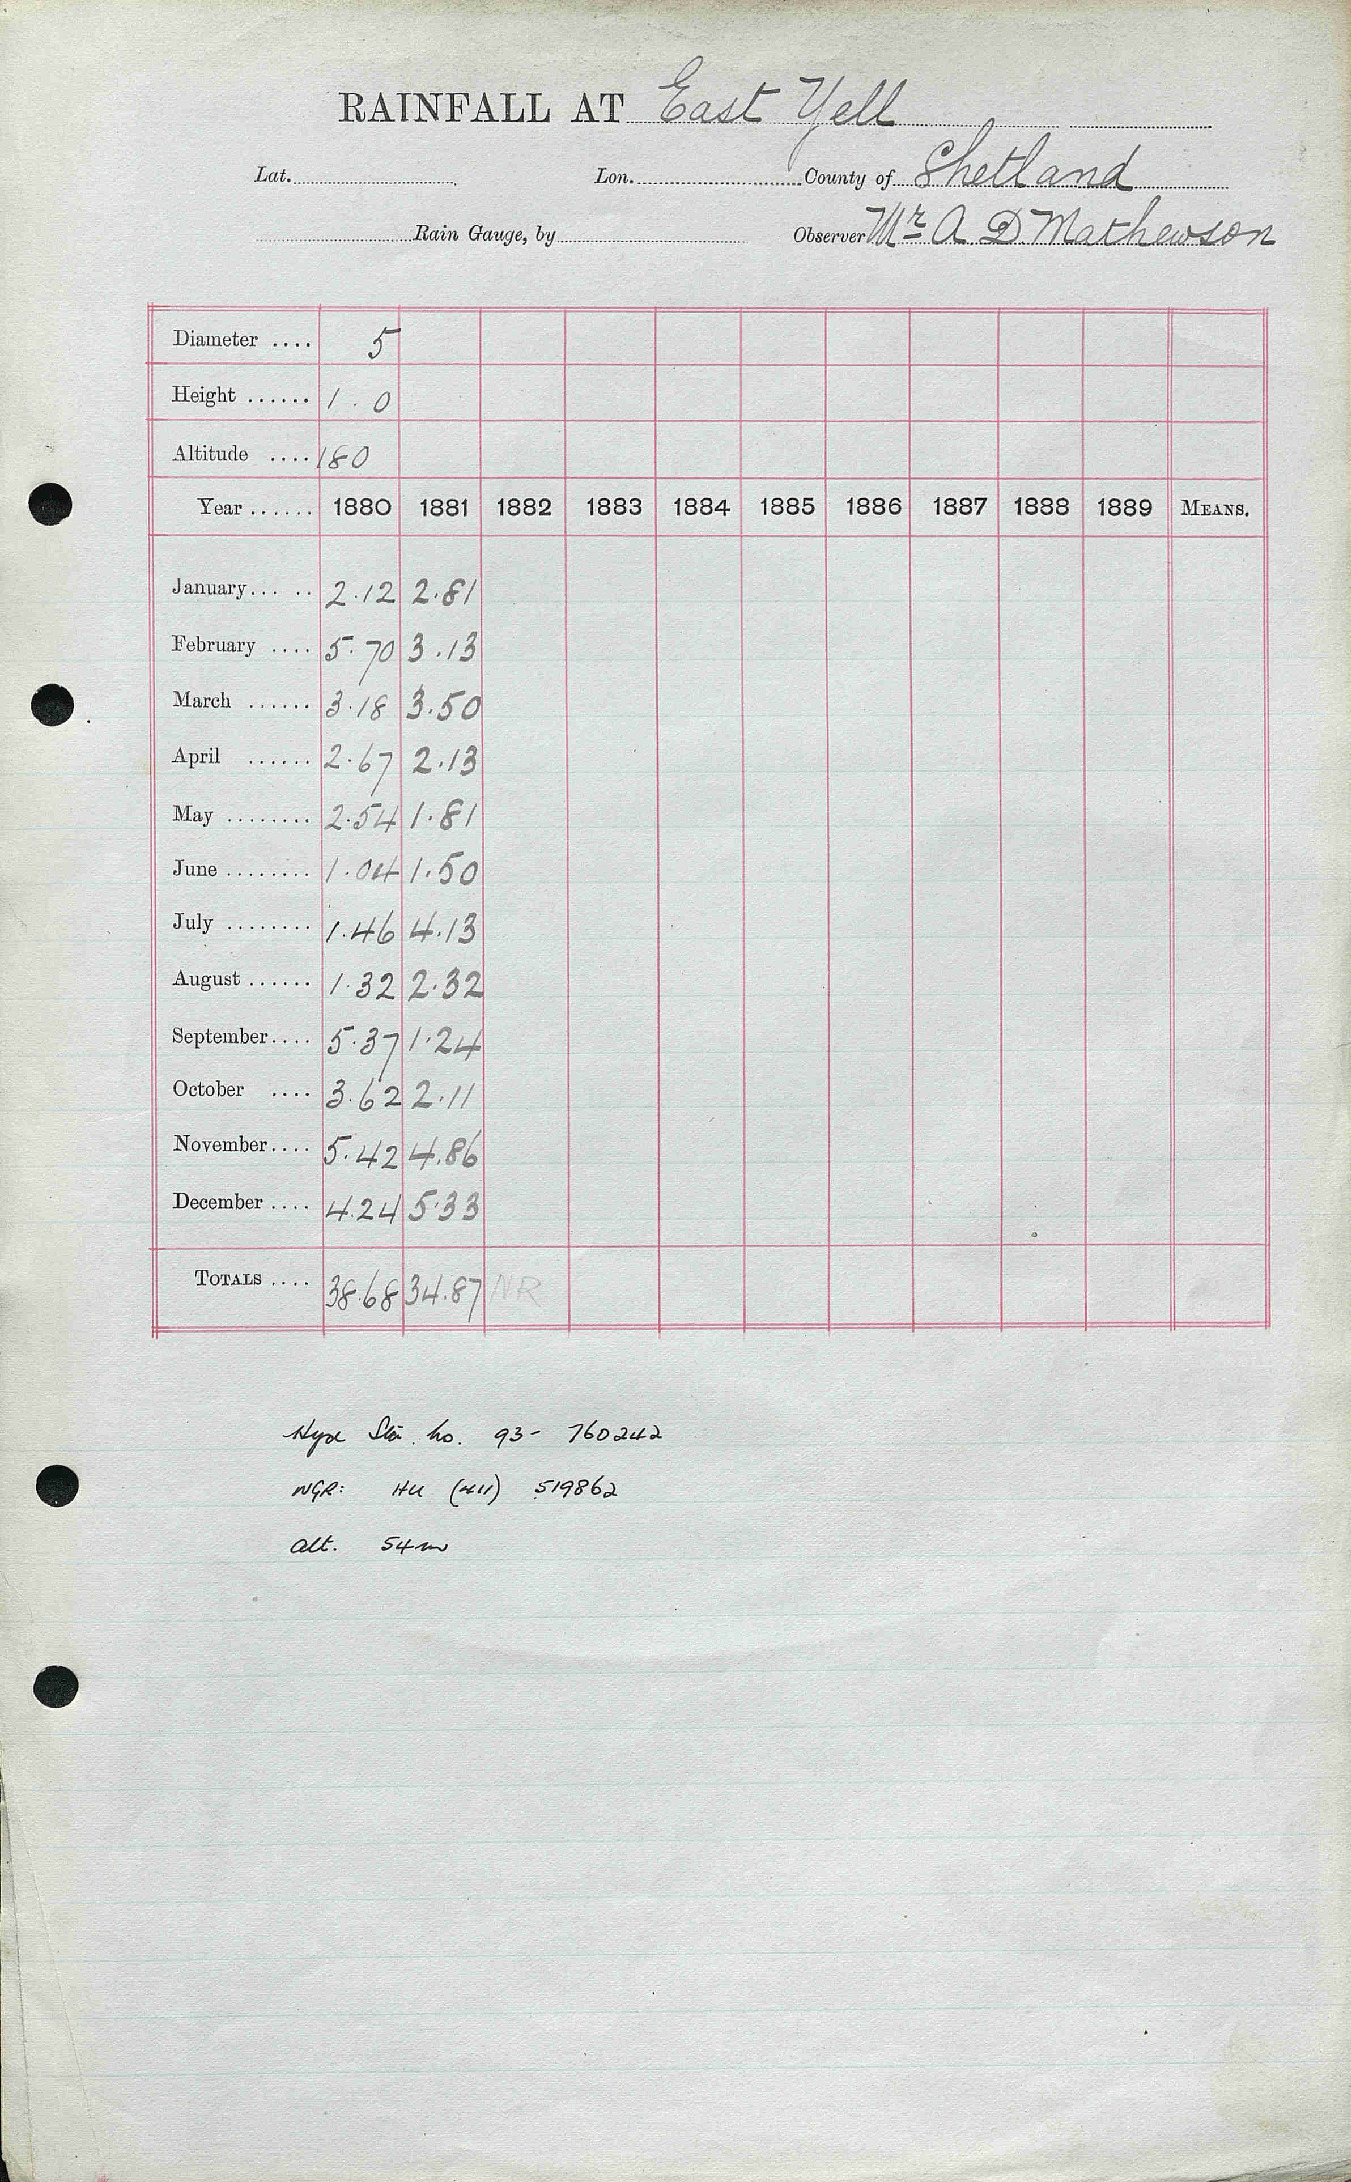 RAINFALL AT East Yell
Lat. Lon. County of Shetland
Rain Gauge, by Observer Mr A D Mathewson
Diameter .... 5
Height ...... 1.0
Altitude .... 180
Year ...... 1880 1881 1882 1883 1884 1885 1886 1887 1888 1889 MEANS.
January... .. 2.12 2.81
February .... 5.70 3.13
March ...... 3.18 3.50
April ...... 2.67 2.13
May ........ 2.54 1.81
June ........ 1.04 1.50
July ........ 1.46 4.13
August ...... 1.32 2.32
September.... 5.37 1.24
October .... 3.62 2.11
November.... 5.42 4.86
December .... 4.24 5.33
TOTALS .... 38.68 34.87 NR
Stn. no. 93- 760242
NGR: HU (411) 519862
Alt. 54m